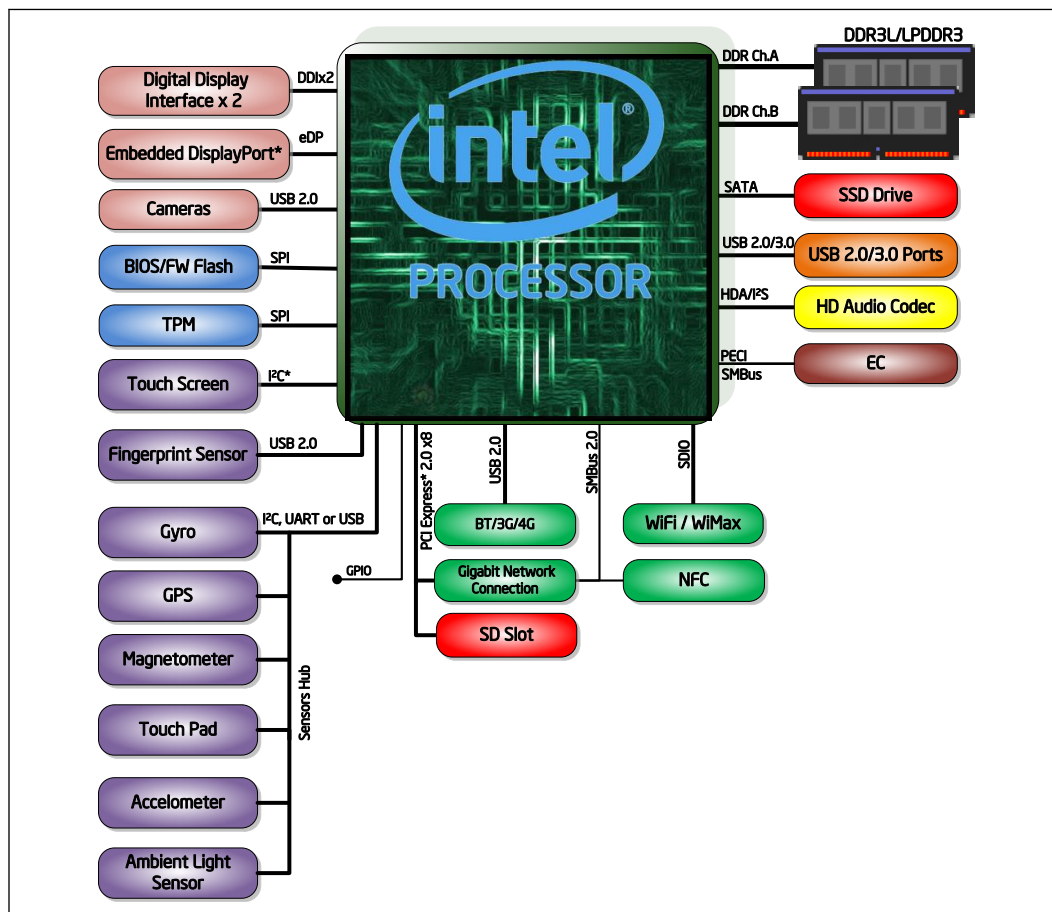 DDR3L/LPDDR3
DDR Ch.A
DDR Ch.B
Digital Display
Interface x 2
DDIx2
intel®
PROCESSOR
Embedded DisplayPort*
eDP
Cameras
USB 2.0
SATA
SSD Drive
BIOS/FW Flash
SPI
USB 2.0/3.0
USB 2.0/3.0 Ports
TPM
SPI
HDA/I²S
HD Audio Codec
Touch Screen
I²C*
PECI
SMBus
EC
Fingerprint Sensor
USB 2.0
PCI Express* 2.0 x8
USB 2.0
SMBus 2.0
SDIO
Gyro
I²C, UART or USB
BT/3G/4G
WiFi / WiMax
GPIO
GPS
Gigabit Network
Connection
NFC
SD Slot
Magnetometer
Sensors Hub
Touch Pad
Accelometer
Ambient Light
Sensor